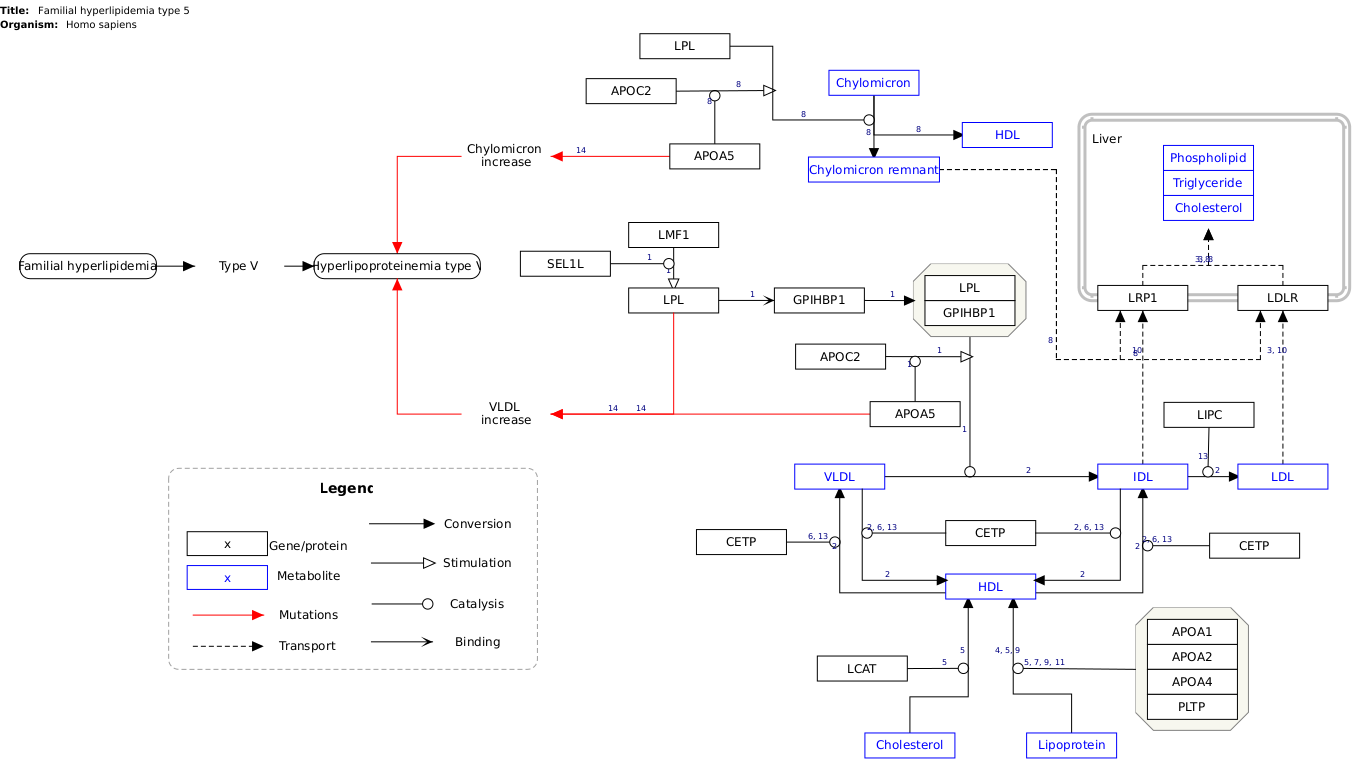 Title: Familial hyperlipidemia type 5
Organism: Homo sapiens
LPL
APOC2
8
8
APOA5
8
Chylomicron
8
8
HDL
Chylomicron remnant
Chylomicron
increase
14
Liver
Phospholipid
Triglyceride
Cholesterol
LRP1
LDLR
8
10
3, 10
Familial hyperlipidemia
Type V
Hyperlipoproteinemia type V
LMF1
SEL1L
1
1
LPL
1
GPIHBP1
1
LPL
GPIHBP1
APOC2
1
1
APOA5
1
VLDL
increase
14
14
LIPC
13
VLDL
2
IDL
2
LDL
CETP
6, 13
2
2, 6, 13
CETP
2, 6, 13
2
2, 6, 13
CETP
2
HDL
2
LCAT
5
5
4, 5, 9
5, 7, 9, 11
APOA1
APOA2
APOA4
PLTP
Cholesterol
Lipoprotein
Legend
x
Gene/protein
x
Metabolite
Mutations
Transport
Conversion
Stimulation
Catalysis
Binding